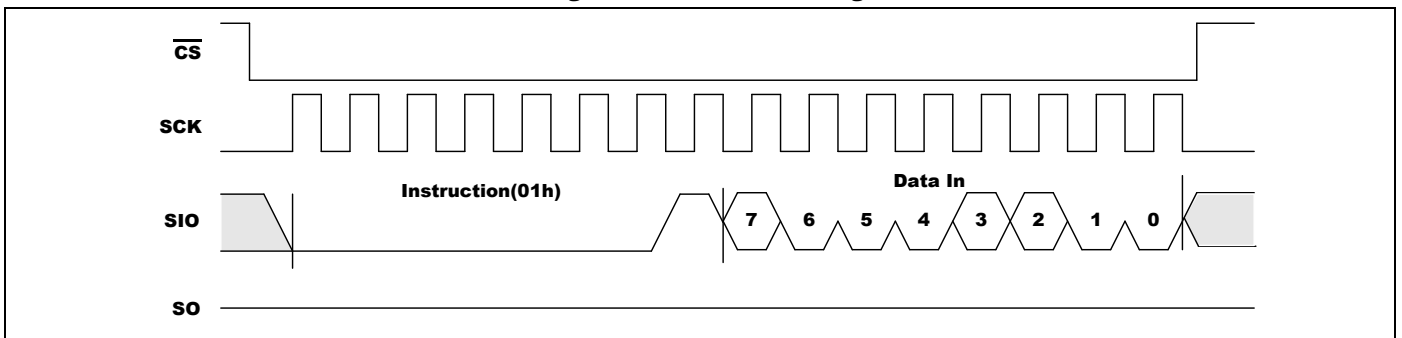 CS
SCK
Instruction(01h)
Data In
SIO
7 6 5 4 3 2 1 0
SO